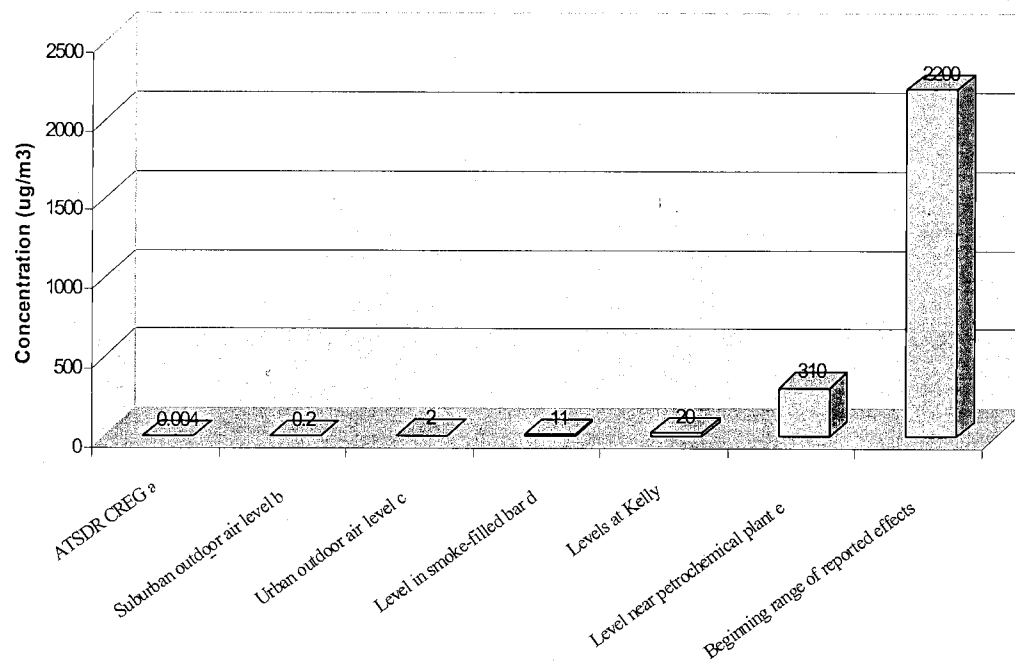 2500
2000
1500
1000
500
0
Concentration (ug/m3)
0.004
0.2
2
11
20
310
2200
ATSDR CREG a
Suburban outdoor air level b
Urban outdoor air level c
Level in smoke-filled bar d
Levels at Kelly
Level near petrochemical plant e
Beginning range of reported effects